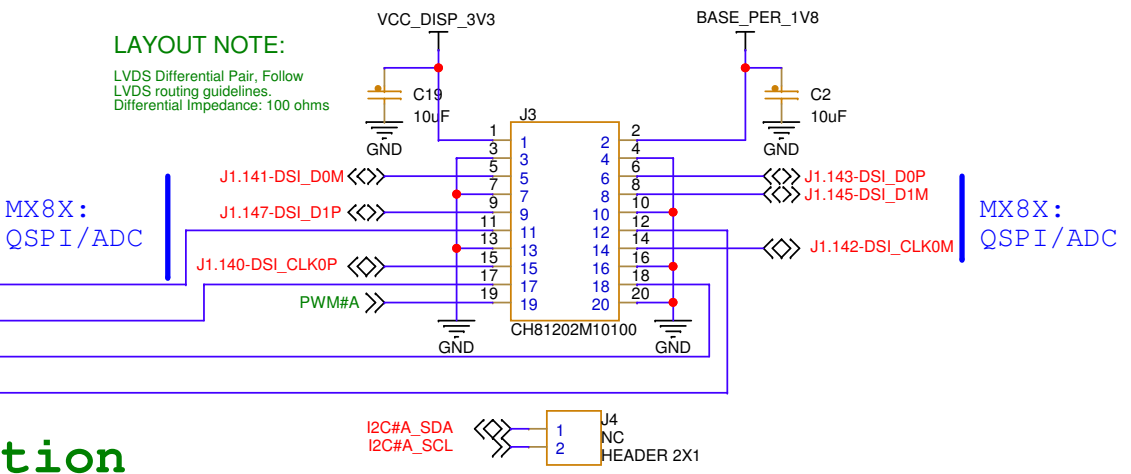 VCC_DISP_3V3
BASE_PER_1V8
LAYOUT NOTE:
LVDS Differential Pair, Follow
LVDS routing guidelines.
Differential Impedance: 100 ohms
C19
10uF
GND
C2
10uF
GND
J3
1 1 2 2
3 3 4 4
J1.141-DSI_D0M 5 5 6 6 J1.143-DSI_D0P
7 7 8 8 J1.145-DSI_D1M
J1.147-DSI_D1P 9 9 10 10
11 11 12 12
13 13 14 14 J1.142-DSI_CLK0M
J1.140-DSI_CLK0P 15 15 16 16
17 17 18 18
PWM#A 19 19 20 20
MX8X:
QSPI/ADC
MX8X:
QSPI/ADC
CH81202M10100
GND
GND
J4
I2C#A_SDA 1 NC
I2C#A_SCL 2 HEADER 2X1
tion